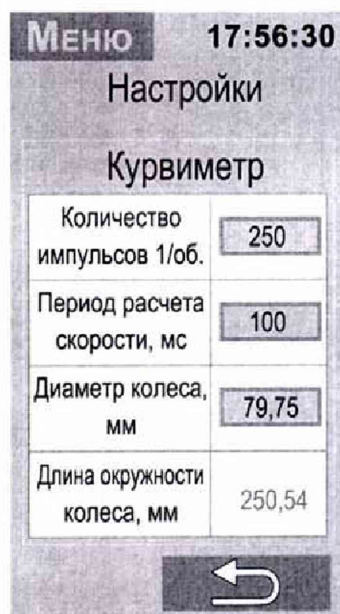 МЕНЮ 17:56:30
Настройки
Курвиметр
Количество
импульсов 1/об.
250
Период расчета
скорости, мс
100
Диаметр колеса,
мм
79,75
Длина окружности
колеса, мм
250,54